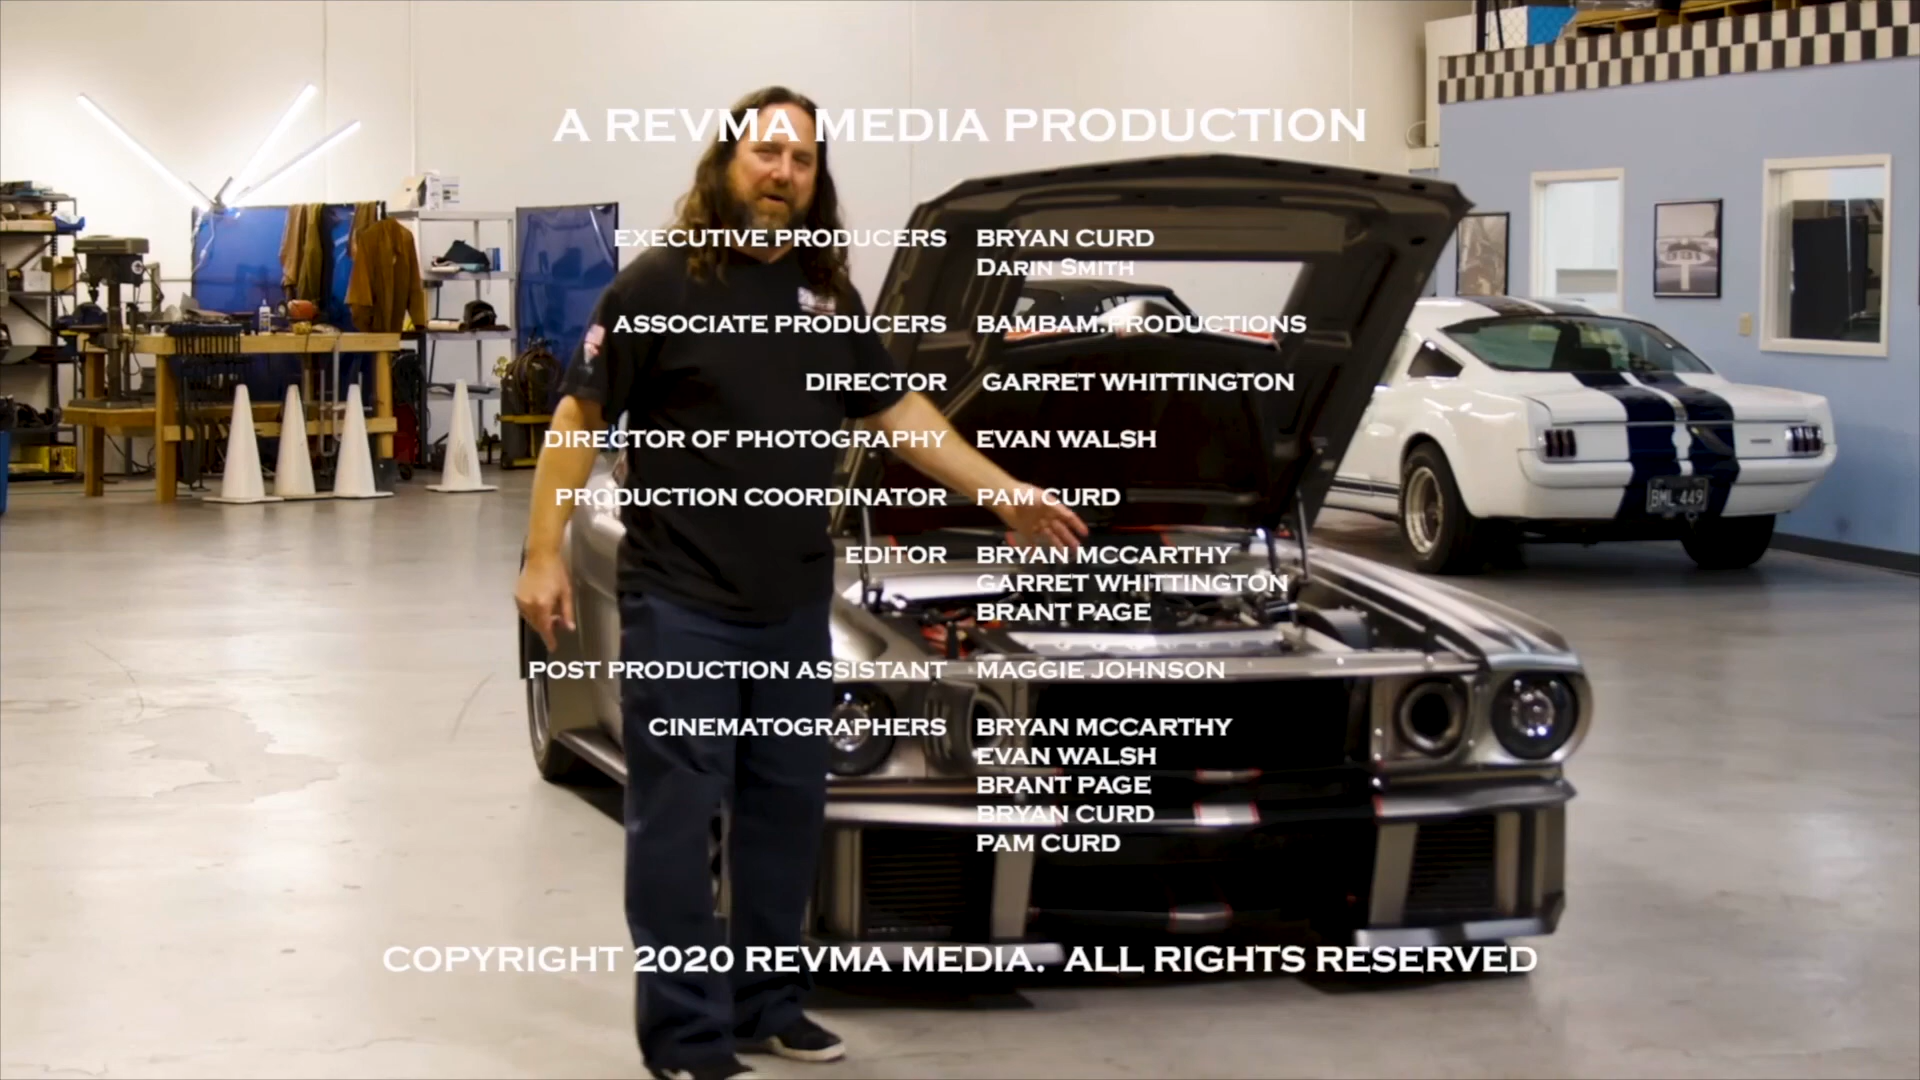 A REVMA MEDIA PRODUCTION
EXECUTIVE PRODUCERS BRYAN CURD
DARIN SMITH
ASSOCIATE PRODUCERS BAMBAM.PRODUCTIONS
DIRECTOR GARRET WHITTINGTON
DIRECTOR OF PHOTOGRAPHY EVAN WALSH
PRODUCTION COORDINATOR PAM CURD
EDITOR BRYAN MCCARTHY
GARRET WHITTINGTON
BRANT PAGE
POST PRODUCTION ASSISTANT MAGGIE JOHNSON
CINEMATOGRAPHERS BRYAN MCCARTHY
EVAN WALSH
BRANT PAGE
BRYAN CURD
PAM CURD
COPYRIGHT 2020 REVMA MEDIA. ALL RIGHTS RESERVED
BML 449